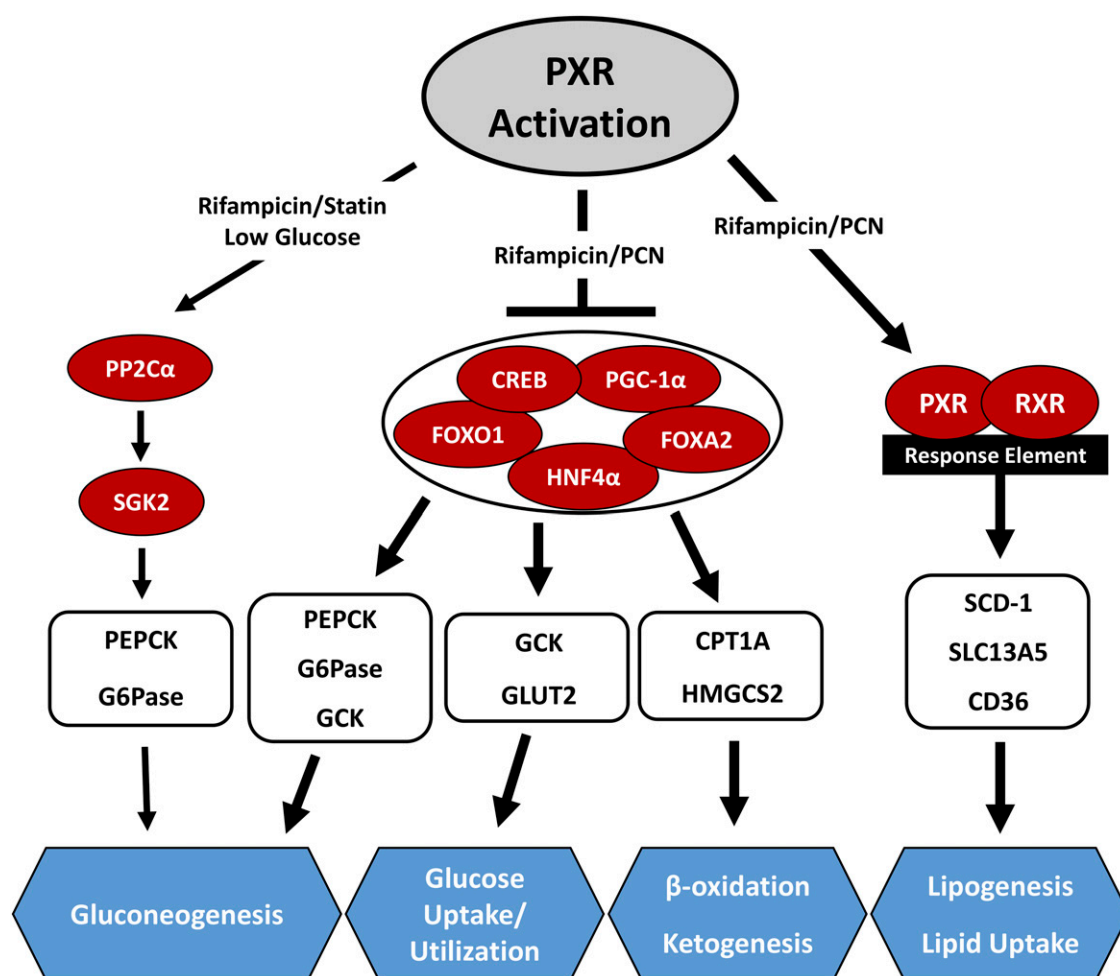 PXR
Activation
Rifampicin/Statin
Low Glucose
Rifampicin/PCN
Rifampicin/PCN
PP2Cα
SGK2
CREB
PGC-1α
FOXO1
FOXA2
HNF4α
PXR
RXR
Response Element
PEPCK
G6Pase
PEPCK
G6Pase
GCK
GCK
GLUT2
CPT1A
HMGCS2
SCD-1
SLC13A5
CD36
Gluconeogenesis
Glucose
Uptake/
Utilization
β-oxidation
Ketogenesis
Lipogenesis
Lipid Uptake